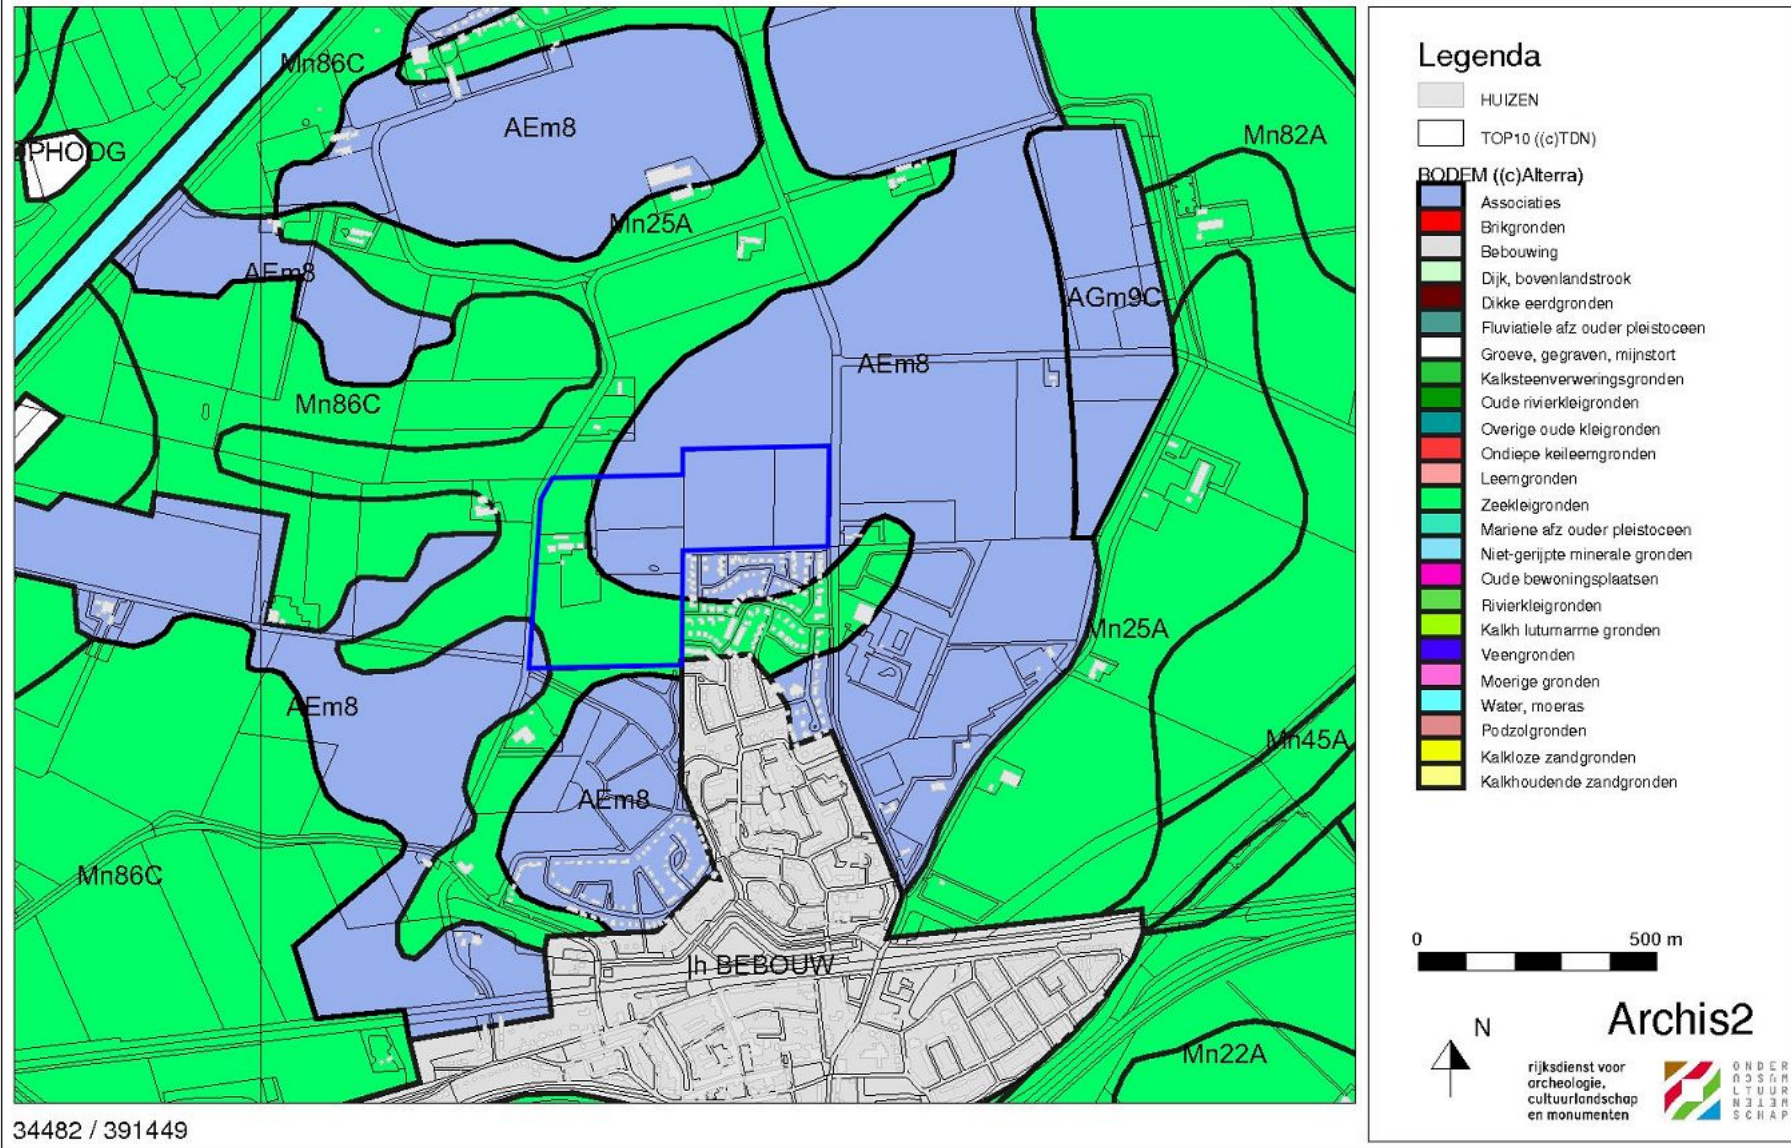 Mn86C
AEm8
Mn82A
Mn25A
AEm8
AGm9C
AEm8
Mn86C
Mn25A
AEm8
Mn45A
AEm8
Mn86C
BEBOUW
Mn22A
34482 / 391449
Legenda
HUIZEN
TOP10 ((c)TDN)
BODEM ((c)Alterra)
Associaties
Brikgronden
Bebouwing
Dijk, bovenlandstrook
Dikke eerdgronden
Fluviatiele afz ouder pleistoceen
Groeve, gegraven, mijnstort
Kalksteenverweringsgronden
Oude rivierkleigronden
Overige oude kleigronden
Ondiepe keileemgronden
Leemgronden
Zeekleigronden
Mariene afz ouder pleistoceen
Niet-gerijpte minerale gronden
Oude bewoningsplaatsen
Rivierkleigronden
Kalkh lutumarme gronden
Veengronden
Moerige gronden
Water, moeras
Podzolgronden
Kalkloze zandgronden
Kalkhoudende zandgronden
0 500 m
N
Archis2
rijksdienst voor
archeologie,
cultuurlandschap
en monumenten